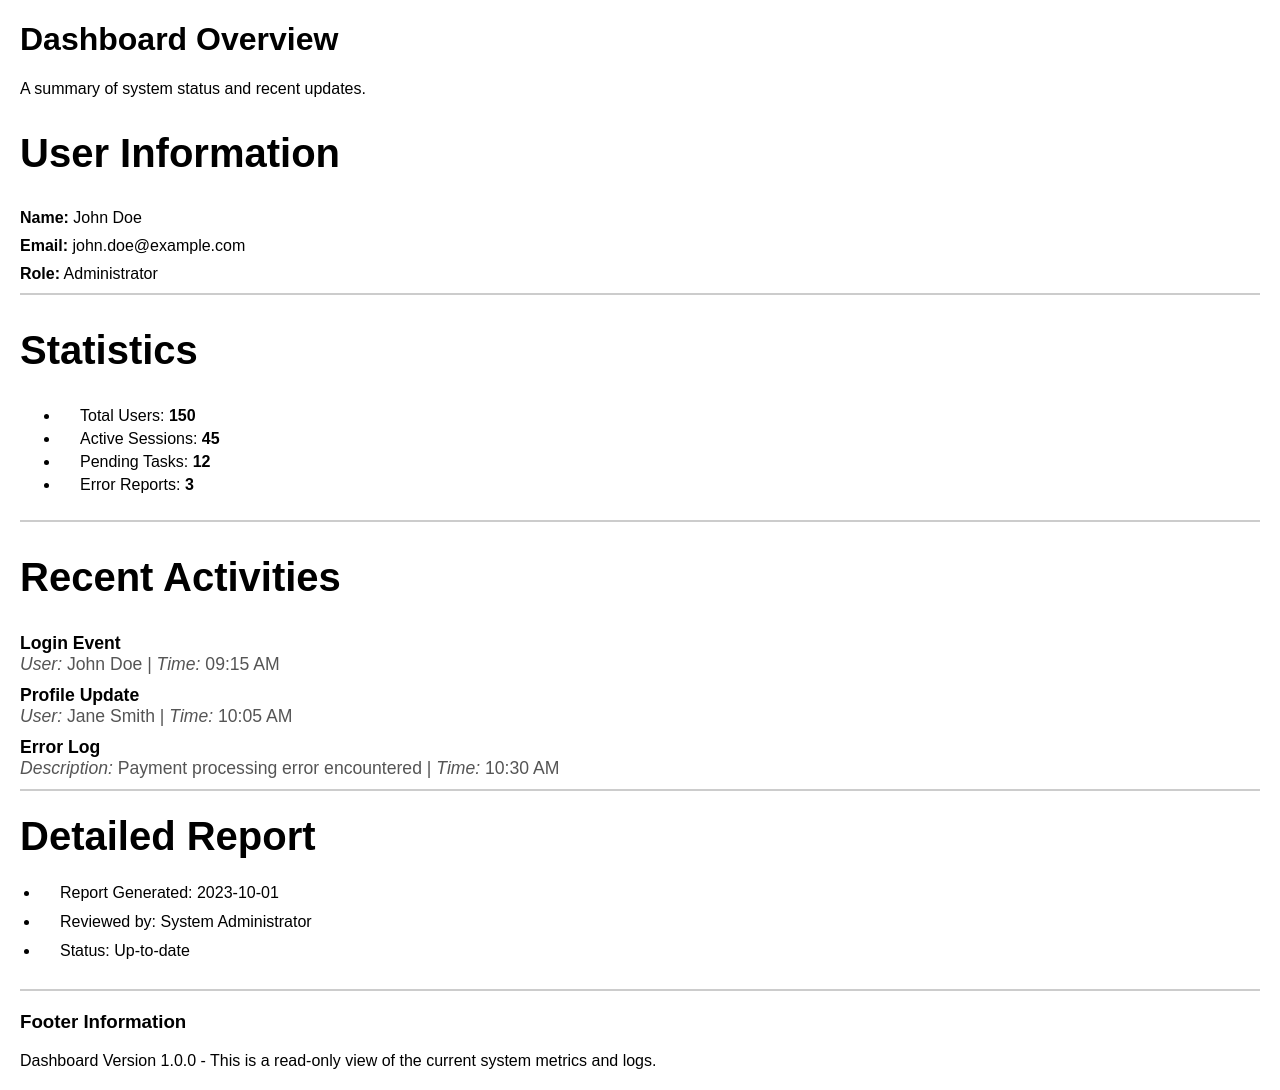 Dashboard Overview
A summary of system status and recent updates.
User Information
Name: John Doe
Email: john.doe@example.com
Role: Administrator
Statistics
Total Users: 150
Active Sessions: 45
Pending Tasks: 12
Error Reports: 3
Recent Activities
Login Event
User: John Doe | Time: 09:15 AM
Profile Update
User: Jane Smith | Time: 10:05 AM
Error Log
Description: Payment processing error encountered | Time: 10:30 AM
Detailed Report
Report Generated: 2023-10-01
Reviewed by: System Administrator
Status: Up-to-date
Footer Information
Dashboard Version 1.0.0 - This is a read-only view of the current system metrics and logs.